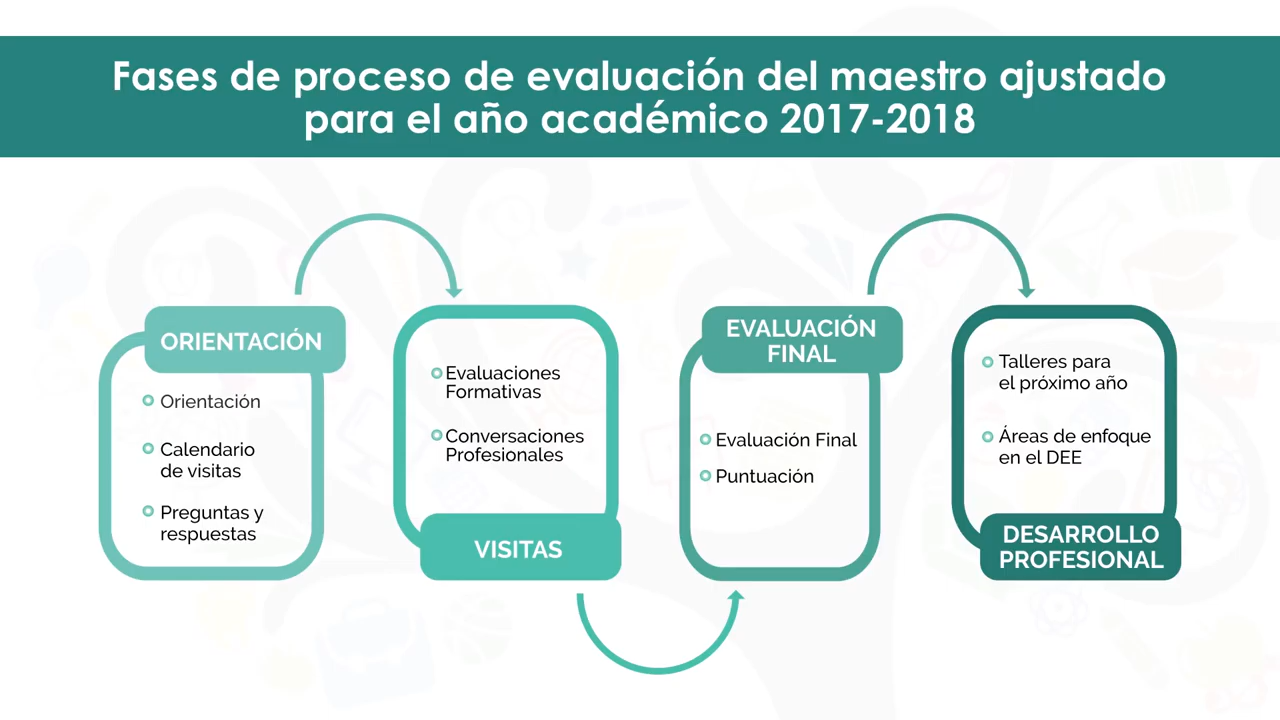 Fases de proceso de evaluación del maestro ajustado
para el año académico 2017-2018
ORIENTACIÓN
Orientación
Calendario
de visitas
Preguntas y
respuestas
Evaluaciones
Formativas
Conversaciones
Profesionales
VISITAS
EVALUACIÓN
FINAL
Evaluación Final
Puntuación
Talleres para
el próximo año
Áreas de enfoque
en el DEE
DESARROLLO
PROFESIONAL